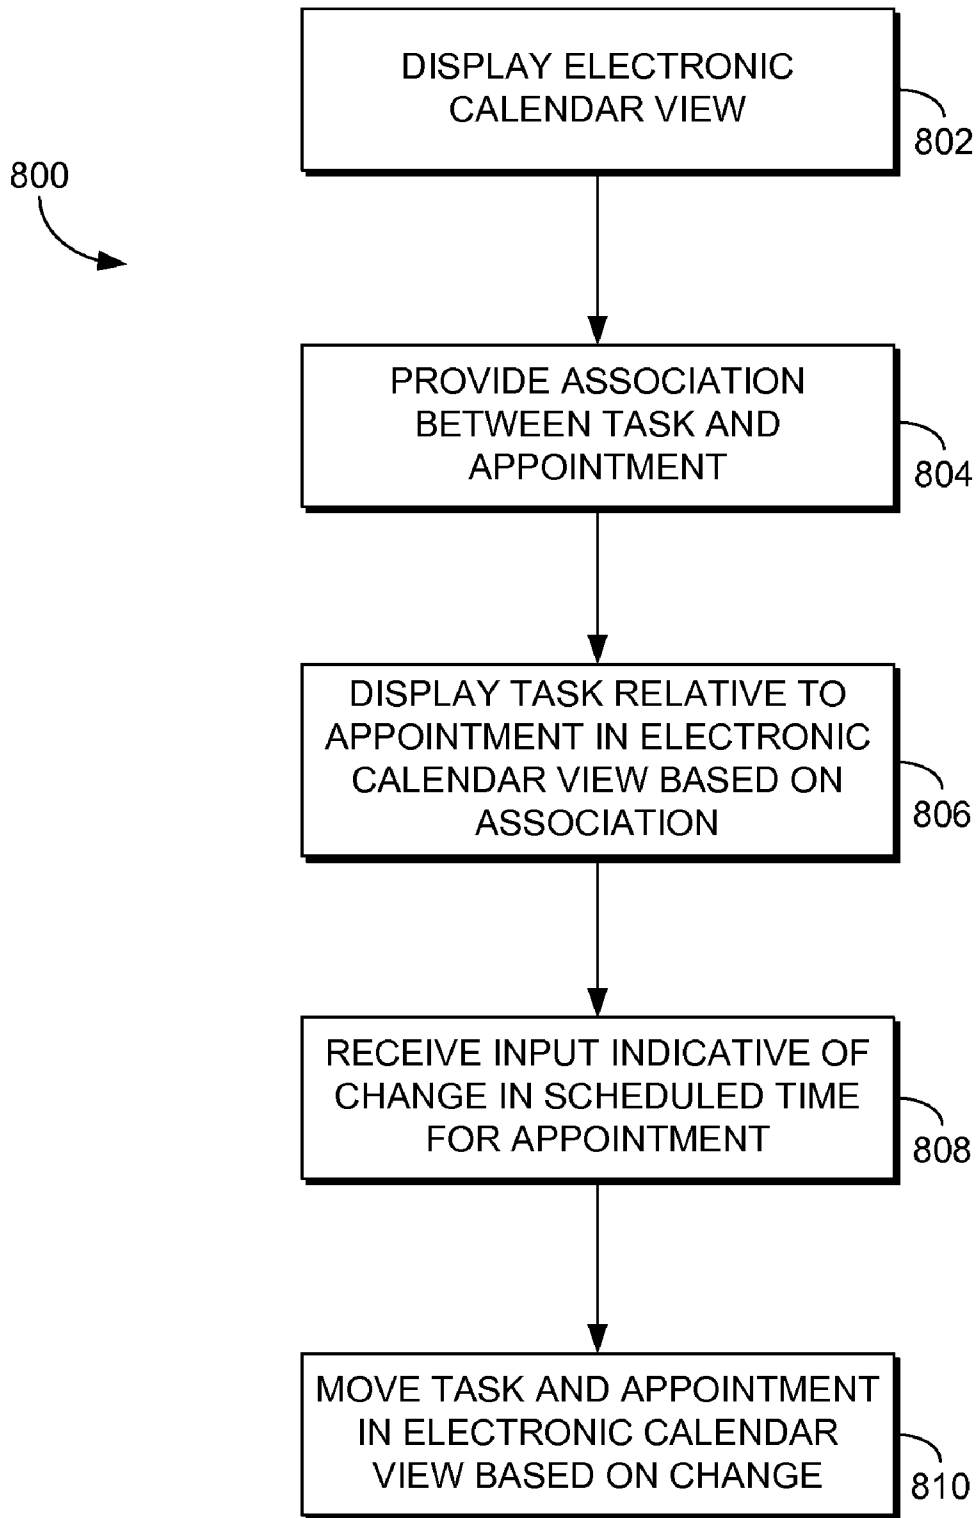 DISPLAY ELECTRONIC
CALENDAR VIEW
802
800
PROVIDE ASSOCIATION
BETWEEN TASK AND
APPOINTMENT
804
DISPLAY TASK RELATIVE TO
APPOINTMENT IN ELECTRONIC
CALENDAR VIEW BASED ON
ASSOCIATION
806
RECEIVE INPUT INDICATIVE OF
CHANGE IN SCHEDULED TIME
FOR APPOINTMENT
808
MOVE TASK AND APPOINTMENT
IN ELECTRONIC CALENDAR
VIEW BASED ON CHANGE
810